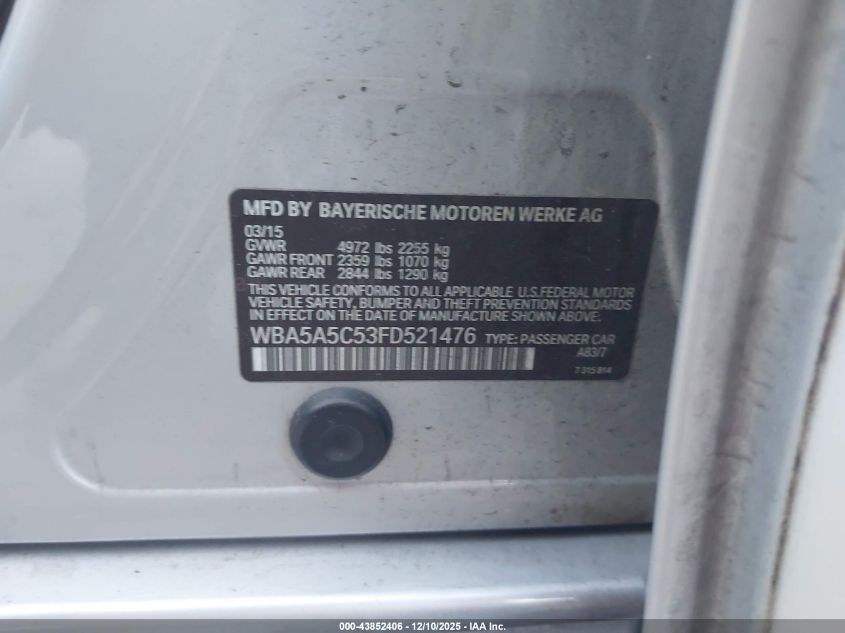 MFD BY BAYERISCHE MOTOREN WERKE AG
03/15
GVWR 4972 lbs 2255 kg
GAWR FRONT 2359 lbs 1070 kg
GAWR REAR 2844 lbs 1290 kg
THIS VEHICLE CONFORMS TO ALL APPLICABLE U.S.FEDERAL MOTOR
VEHICLE SAFETY, BUMPER AND THEFT PREVENTION STANDARDS
IN EFFECT ON THE DATE OF MANUFACTURE SHOWN ABOVE.
WBA5A5C53FD521476 TYPE: PASSENGER CAR
A83/7
7 315 814
000-43852406 - 12/10/2025 - IAA Inc.